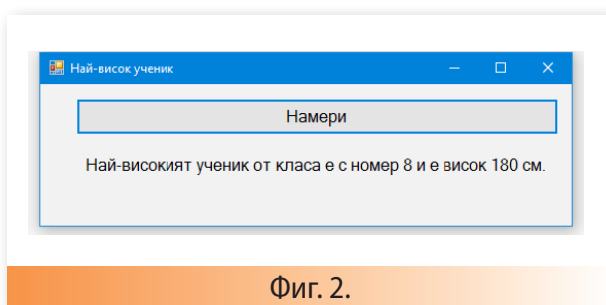 Най-висок ученик
Намери
Най-високият ученик от класа е с номер 8 и е висок 180 см.
Фиг. 2.